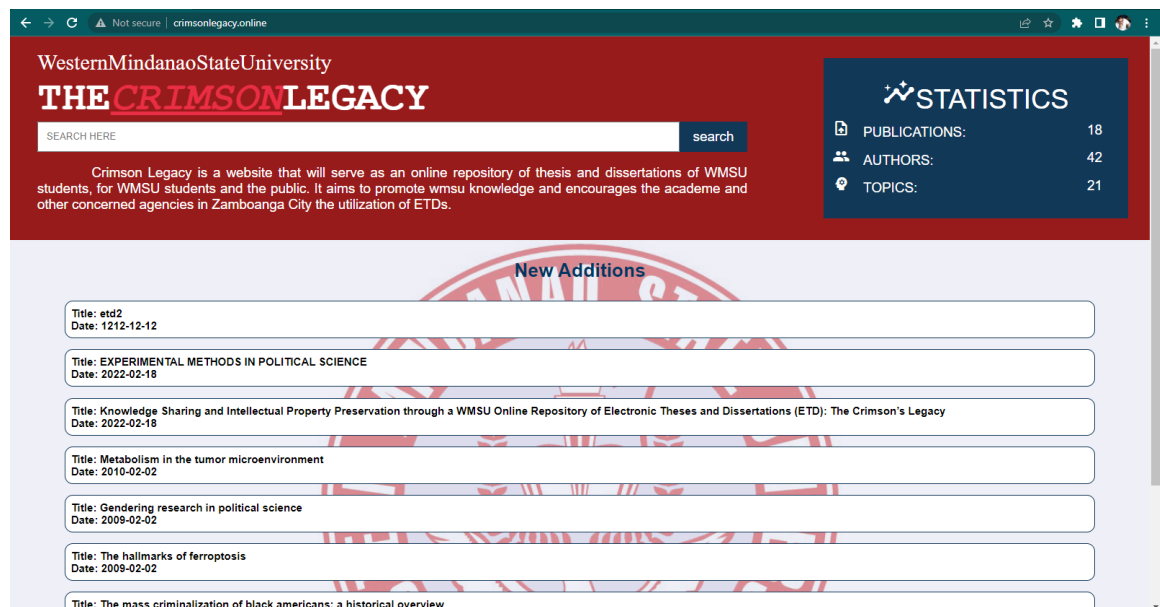 Not secure
crimsonlegacy.online
WesternMindanaoStateUniversity
THECRIMSONLEGACY
SEARCH HERE
search
Crimson Legacy is a website that will serve as an online repository of thesis and dissertations of WMSU
students, for WMSU students and the public. It aims to promote wmsu knowledge and encourages the academe and
other concerned agencies in Zamboanga City the utilization of ETDs.
STATISTICS
PUBLICATIONS: 18
AUTHORS: 42
TOPICS: 21
New Additions
Title: etd2
Date: 1212-12-12
Title: EXPERIMENTAL METHODS IN POLITICAL SCIENCE
Date: 2022-02-18
Title: Knowledge Sharing and Intellectual Property Preservation through a WMSU Online Repository of Electronic Theses and Dissertations (ETD): The Crimson's Legacy
Date: 2022-02-18
Title: Metabolism in the tumor microenvironment
Date: 2010-02-02
Title: Gendering research in political science
Date: 2009-02-02
Title: The hallmarks of ferroptosis
Date: 2009-02-02
Title: The mass criminalization of black americans: a historical overview